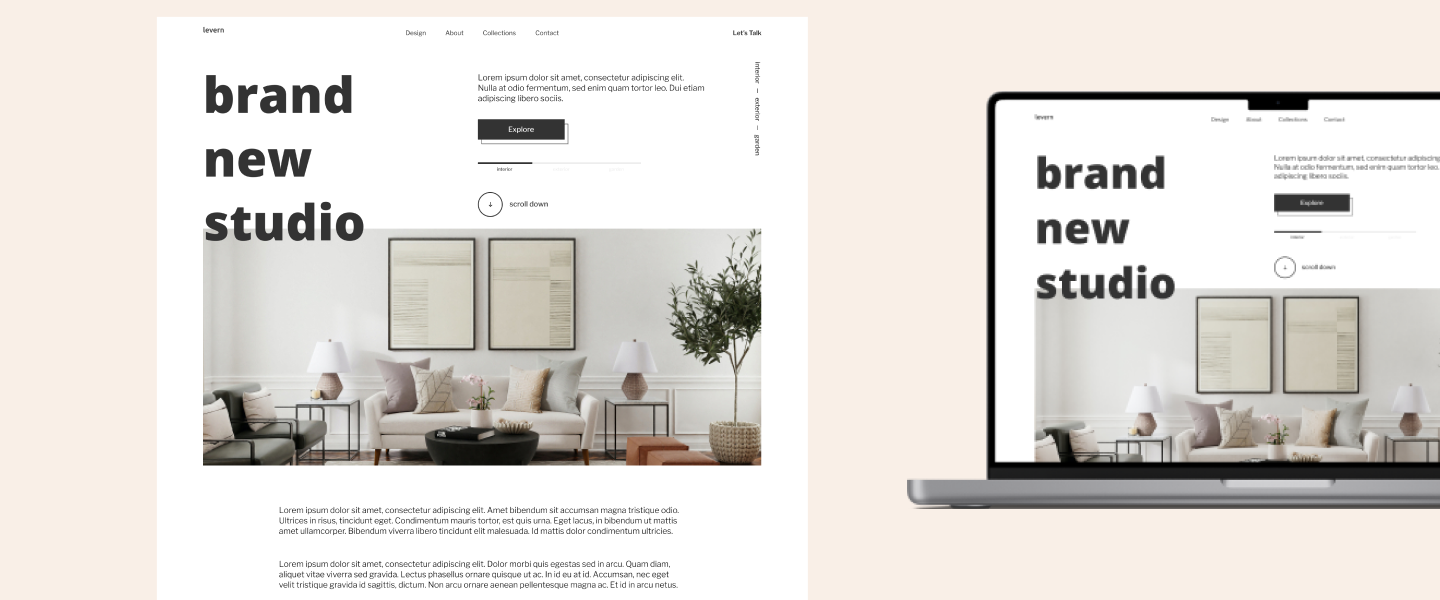 levern
Design About Collections Contact
Let's Talk
brand
new
studio
Lorem ipsum dolor sit amet, consectetur adipiscing elit.
Nulla at odio fermentum, sed enim quam tortor leo. Dui etiam
adipiscing libero sociis.
Explore
interior
scroll down
interior — exterior — garden
Lorem ipsum dolor sit amet, consectetur adipiscing elit. Amet bibendum sit accumsan magna tristique odio.
Ultrices in risus, tincidunt eget. Condimentum mauris tortor, est quis urna. Eget lacus, in bibendum ut mattis
amet ullamcorper. Bibendum viverra libero tincidunt elit malesuada. Id mattis dolor condimentum ultricies.
Lorem ipsum dolor sit amet, consectetur adipiscing elit. Dolor morbi quis egestas sed in arcu. Quam diam,
aliquet vitae viverra sed gravida. Lectus phasellus ornare quisque ut ac. In id eu at id. Accumsan, nec eget
velit tristique gravida id sagittis, dictum. Non arcu ornare aenean pellentesque magna ac. Et id in arcu netus.
levern
Design About Collections Contact
brand
new
studio
Lorem ipsum dolor sit amet, consectetur adipiscing
Nulla at odio fermentum, sed enim quam tortor leo.
adipiscing libero sociis.
Explore
interior
scroll down